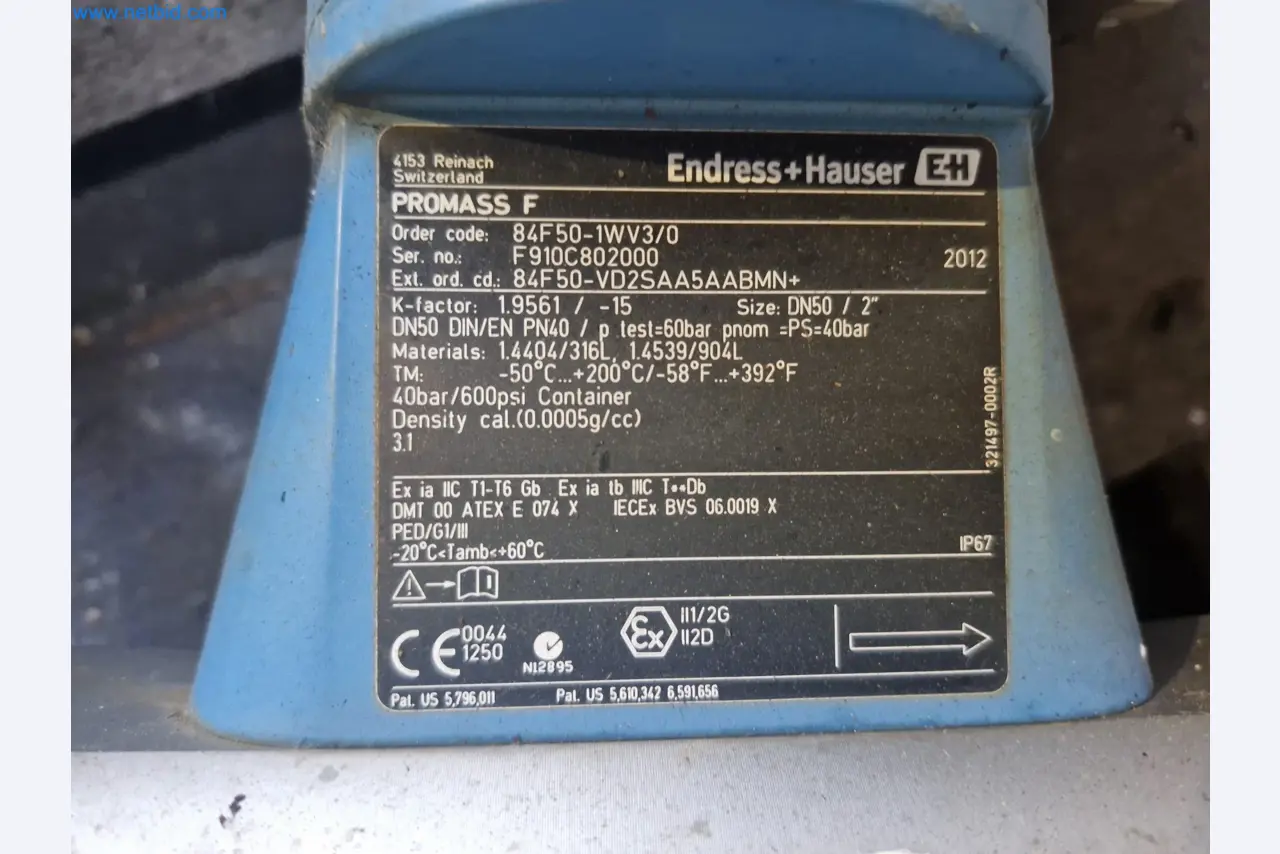 www.netbid.com
4153 Reinach
Switzerland
Endress+Hauser EH
PROMASS F
Order code: 84F50-1WV3/0
Ser. no.: F910C802000 2012
Ext. ord. cd.: 84F50-VD2SAA5AABMN+
K-factor: 1.9561 / -15 Size: DN50 / 2"
DN50 DIN/EN PN40 / p test=60bar pnom =PS=40bar
Materials: 1.4404/316L, 1.4539/904L
TM: -50°C...+200°C/-58°F...+392°F
40bar/600psi Container
Density cal.(0.0005g/cc)
3.1
321497-0002R
Ex ia IIC T1-T6 Gb Ex ia tb IIIC T**Db
DMT 00 ATEX E 074 X IECEx BVS 06.0019 X
PED/G1/III
-20°C<Tamb<+60°C IP67
CE 0044
1250
N12895
Ex II1/2G
II2D
Pat. US 5,796,011 Pat. US 5,610,342 6,591,656